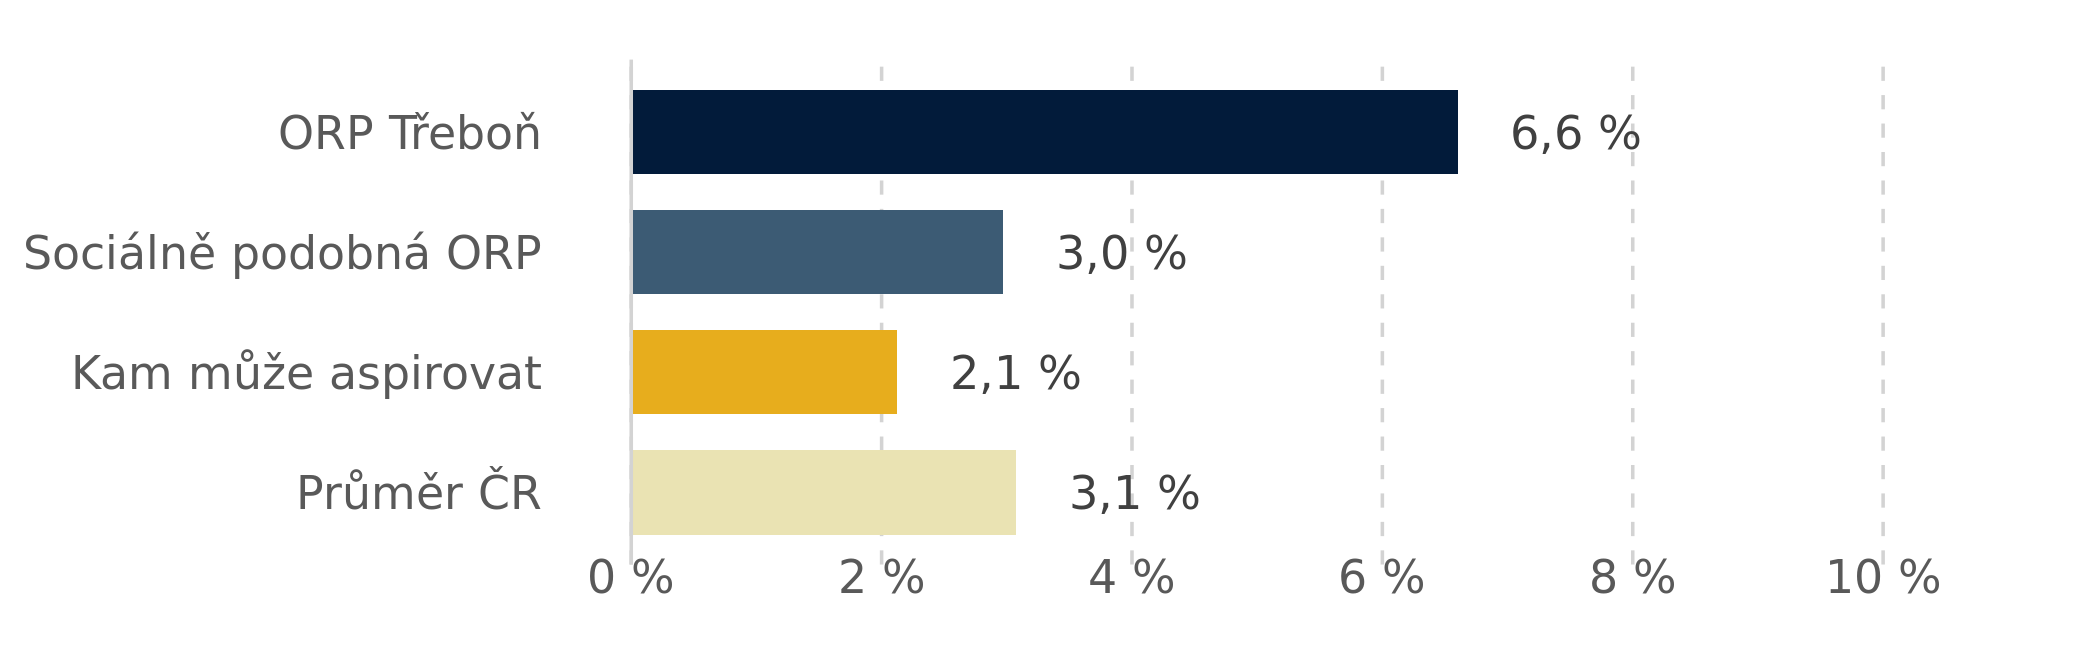 ORP Třeboň 6,6 %
Sociálně podobná ORP 3,0 %
Kam může aspirovat 2,1 %
Průměr ČR 3,1 %
0 % 2 % 4 % 6 % 8 % 10 %